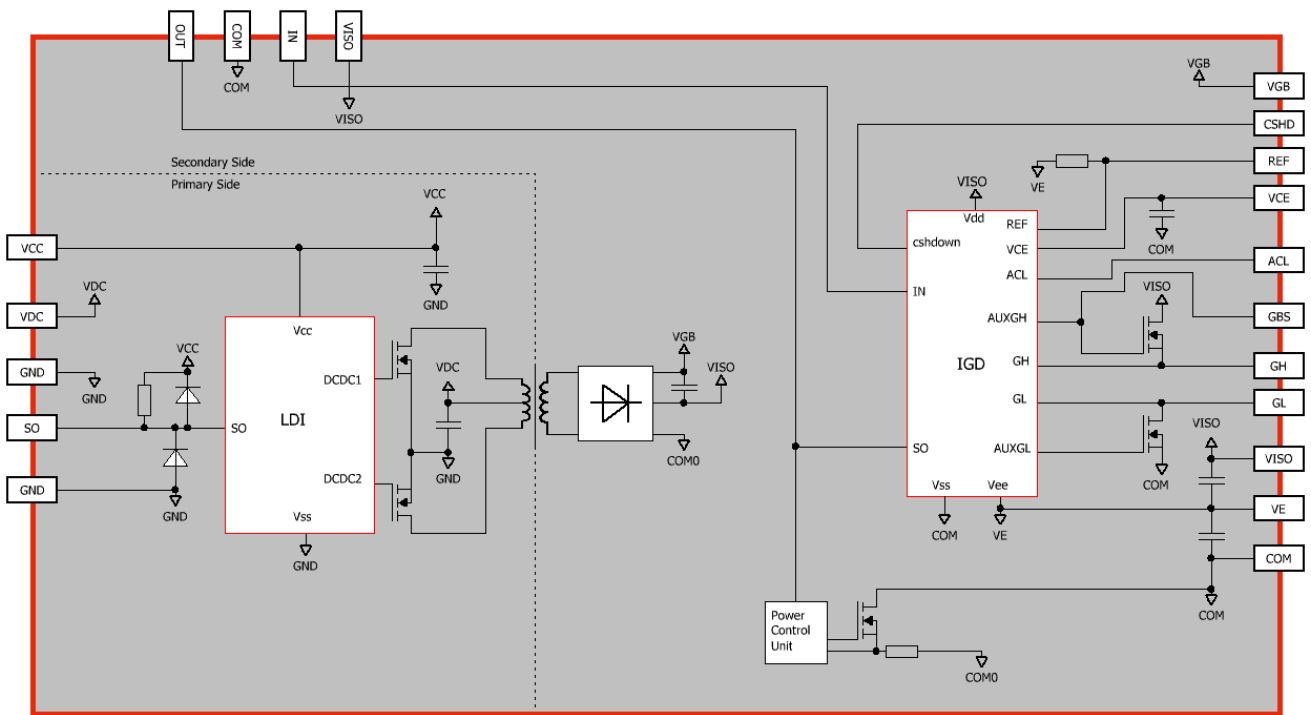 OUT
COM
IN
VISO
COM
VISO
VGB
VGB
CSHD
REF
VE
VCE
COM
ACL
VISO
GBS
GH
GL
VISO
VISO
VE
COM
COM
Secondary Side
Primary Side
VCC
VCC
GND
VDC
VDC
GND
GND
VCC
SO
SO
GND
GND
Vcc
LDI
DCDC1
DCDC2
Vss
GND
VDC
GND
VGB
VISO
COM0
VISO
Vdd
cshdown
REF
VCE
ACL
IN
AUXGH
IGD
GH
GL
SO
AUXGL
Vss
Vee
COM
VE
COM
Power
Control
Unit
COM0